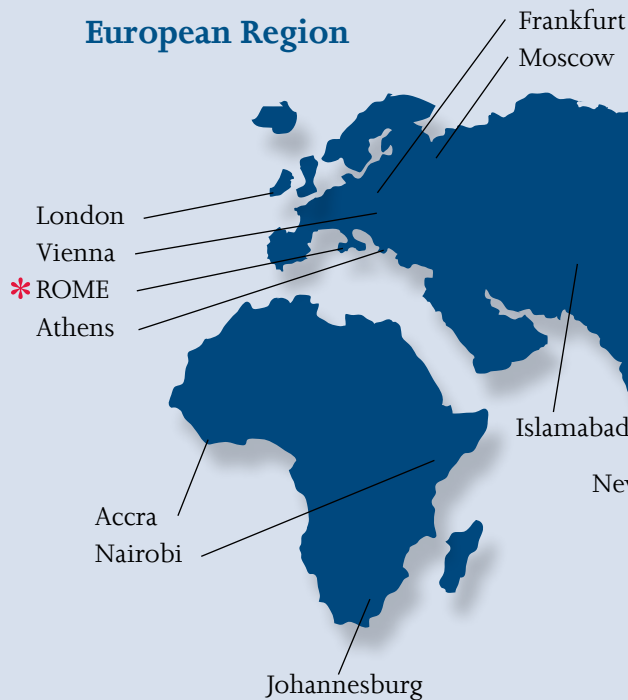 European Region
Frankfurt
Moscow
London
Vienna
* ROME
Athens
Islamabad
Accra
Nairobi
Johannesburg